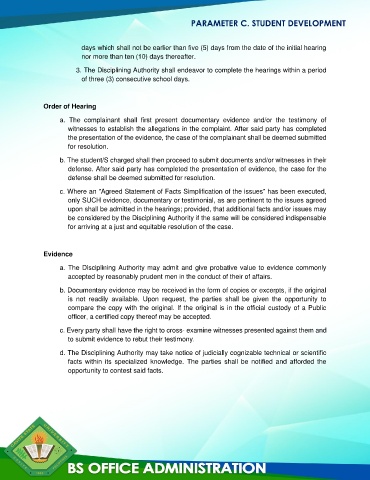 PARAMETER C. STUDENT DEVELOPMENT
days which shall not be earlier than five (5) days from the date of the initial hearing
nor more than ten (10) days thereafter.
3. The Disciplining Authority shall endeavor to complete the hearings within a period
of three (3) consecutive school days.
Order of Hearing
a. The complainant shall first present documentary evidence and/or the testimony of
witnesses to establish the allegations in the complaint. After said party has completed
the presentation of the evidence, the case of the complainant shall be deemed submitted
for resolution.
b. The student/S charged shall then proceed to submit documents and/or witnesses in their
defense. After said party has completed the presentation of evidence, the case for the
defense shall be deemed submitted for resolution.
c. Where an "Agreed Statement of Facts Simplification of the issues" has been executed,
only SUCH evidence, documentary or testimonial, as are pertinent to the issues agreed
upon shall be admitted in the hearings; provided, that additional facts and/or issues may
be considered by the Disciplining Authority if the same will be considered indispensable
for arriving at a just and equitable resolution of the case.
Evidence
a. The Disciplining Authority may admit and give probative value to evidence commonly
accepted by reasonably prudent men in the conduct of their of affairs.
b. Documentary evidence may be received in the form of copies or excerpts, if the original
is not readily available. Upon request, the parties shall be given the opportunity to
compare the copy with the original. If the original is in the official custody of a Public
officer, a certified copy thereof may be accepted.
c. Every party shall have the right to cross- examine witnesses presented against them and
to submit evidence to rebut their testimony.
d. The Disciplining Authority may take notice of judicially cognizable technical or scientific
facts within its specialized knowledge. The parties shall be notified and afforded the
opportunity to contest said facts.
BS OFFICE ADMINISTRATION